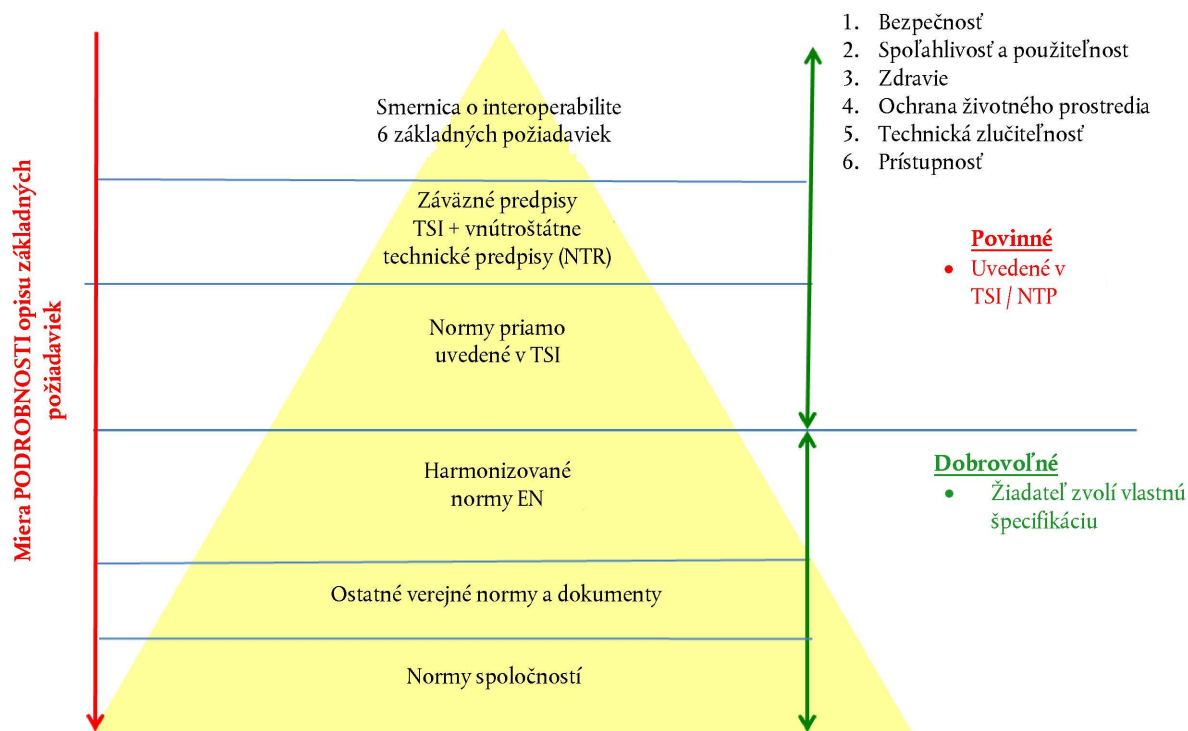 Miera PODROBNOSTI opisu základných
požiadaviek
Smernica o interoperabilite
6 základných požiadaviek
Záväzné predpisy
TSI + vnútroštátne
technické predpisy (NTR)
Normy priamo
uvedené v TSI
Harmonizované
normy EN
Ostatné verejné normy a dokumenty
Normy spoločností
1. Bezpečnosť
2. Spoľahlivosť a použiteľnosť
3. Zdravie
4. Ochrana životného prostredia
5. Technická zlučiteľnosť
6. Prístupnosť
Povinné
• Uvedené v
TSI / NTP
Dobrovoľné
• Žiadateľ zvolí vlastnú
špecifikáciu